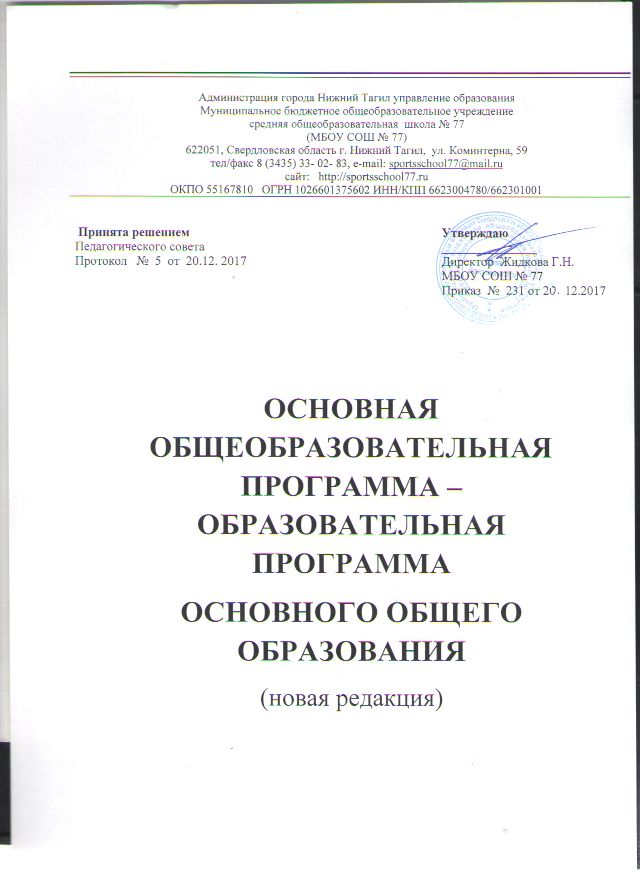 Администрация города Нижний Тагил управление образования
Муниципальное бюджетное общеобразовательное учреждение
средняя общеобразовательная школа № 77
(МБОУ СОШ № 77)
622051, Свердловская область г. Нижний Тагил, ул. Коминтерна, 59
тел/факс 8 (3435) 33- 02- 83, e-mail: sportsschool77@mail.ru
сайт: http://sportsschool77.ru
ОКПО 55167810 ОГРН 1026601375602 ИНН/КПП 6623004780/662301001
Принята решением
Педагогического совета
Протокол № 5 от 20.12. 2017
Утверждаю
Директор Жидкова Г.Н.
МБОУ СОШ № 77
Приказ № 231 от 20. 12.2017
ОСНОВНАЯ
ОБЩЕОБРАЗОВАТЕЛЬНАЯ
ПРОГРАММА –
ОБРАЗОВАТЕЛЬНАЯ
ПРОГРАММА
ОСНОВНОГО ОБЩЕГО
ОБРАЗОВАНИЯ
(новая редакция)